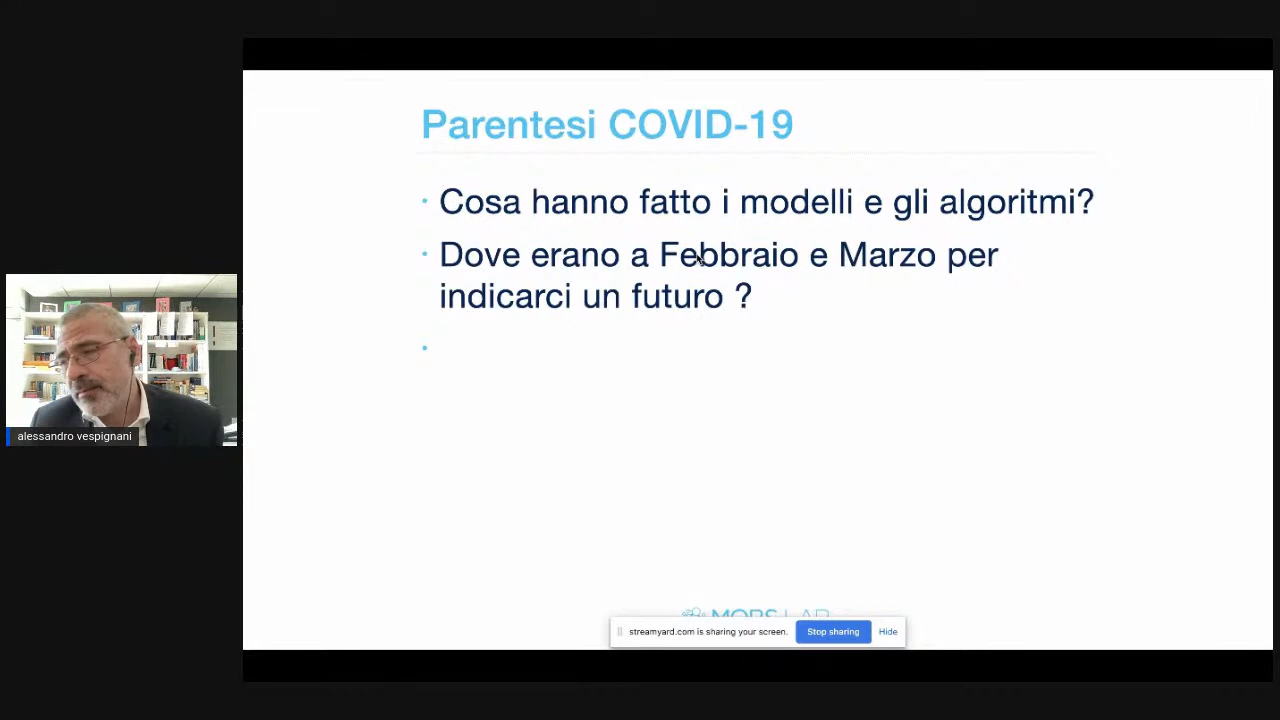 Parentesi COVID-19
Cosa hanno fatto i modelli e gli algoritmi?
Dove erano a Febbraio e Marzo per
indicarci un futuro ?
alessandro vespignani
MOBS LAB
streamyard.com is sharing your screen. Stop sharing Hide